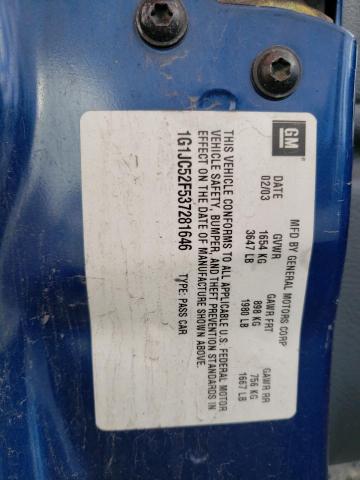 GM
MFD BY GENERAL MOTORS CORP
DATE GVWR GAWR FRT GAWR RR
02/03 1654 KG 898 KG 756 KG
3647 LB 1980 LB 1667 LB
THIS VEHICLE CONFORMS TO ALL APPLICABLE U.S. FEDERAL MOTOR
VEHICLE SAFETY, BUMPER, AND THEFT PREVENTION STANDARDS IN
EFFECT ON THE DATE OF MANUFACTURE SHOWN ABOVE.
1G1JC52F537281646 TYPE: PASS CAR